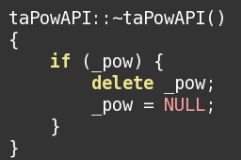 taPowAPI::~taPowAPI()
{
    if (_pow) {
        delete _pow;
        _pow = NULL;
    }
}